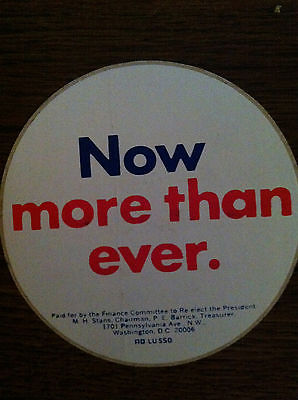 Now
more than
ever.
Paid for by the Finance Committee to Re-elect the President
M. H. Stans, Chairman, P. E. Barrick, Treasurer,
1701 Pennsylvania Ave., N.W.,
Washington, D.C. 20006
AD LUSSO